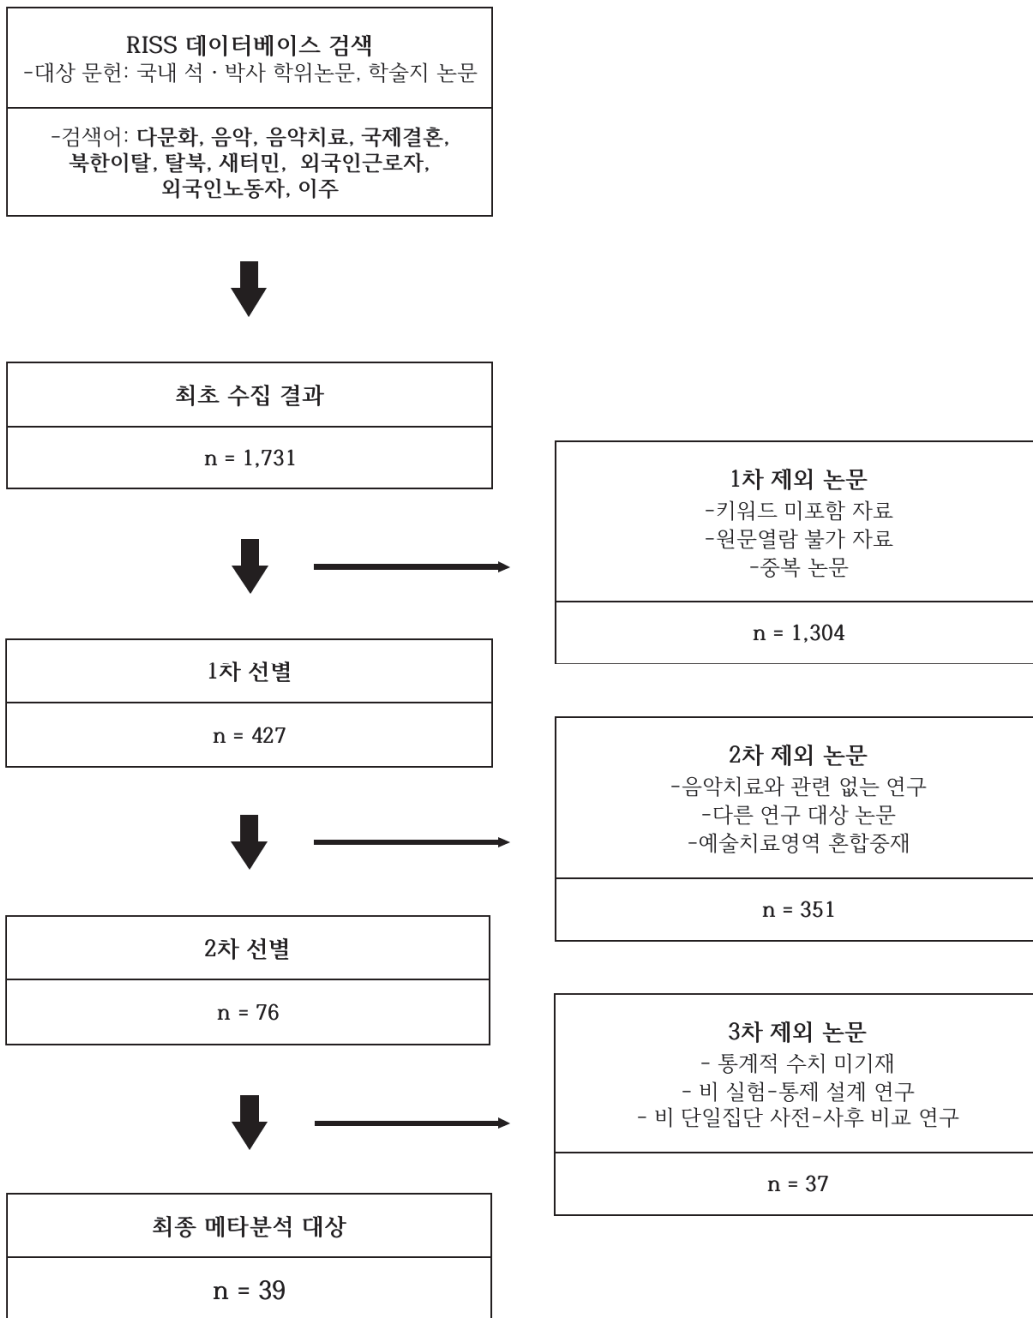 RISS 데이터베이스 검색
-대상 문헌: 국내 석 · 박사 학위논문, 학술지 논문
-검색어: 다문화, 음악, 음악치료, 국제결혼,
북한이탈, 탈북, 새터민, 외국인근로자,
외국인노동자, 이주
최초 수집 결과
n = 1,731
1차 제외 논문
-키워드 미포함 자료
-원문열람 불가 자료
-중복 논문
n = 1,304
1차 선별
n = 427
2차 제외 논문
-음악치료와 관련 없는 연구
-다른 연구 대상 논문
-예술치료영역 혼합중재
n = 351
2차 선별
n = 76
3차 제외 논문
- 통계적 수치 미기재
- 비 실험-통제 설계 연구
- 비 단일집단 사전-사후 비교 연구
n = 37
최종 메타분석 대상
n = 39